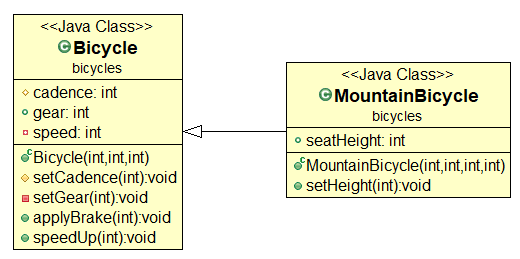 <<Java Class>>
Bicycle
bicycles
cadence: int
gear: int
speed: int
Bicycle(int,int,int)
setCadence(int):void
setGear(int):void
applyBrake(int):void
speedUp(int):void
<<Java Class>>
MountainBicycle
bicycles
seatHeight: int
MountainBicycle(int,int,int,int)
setHeight(int):void